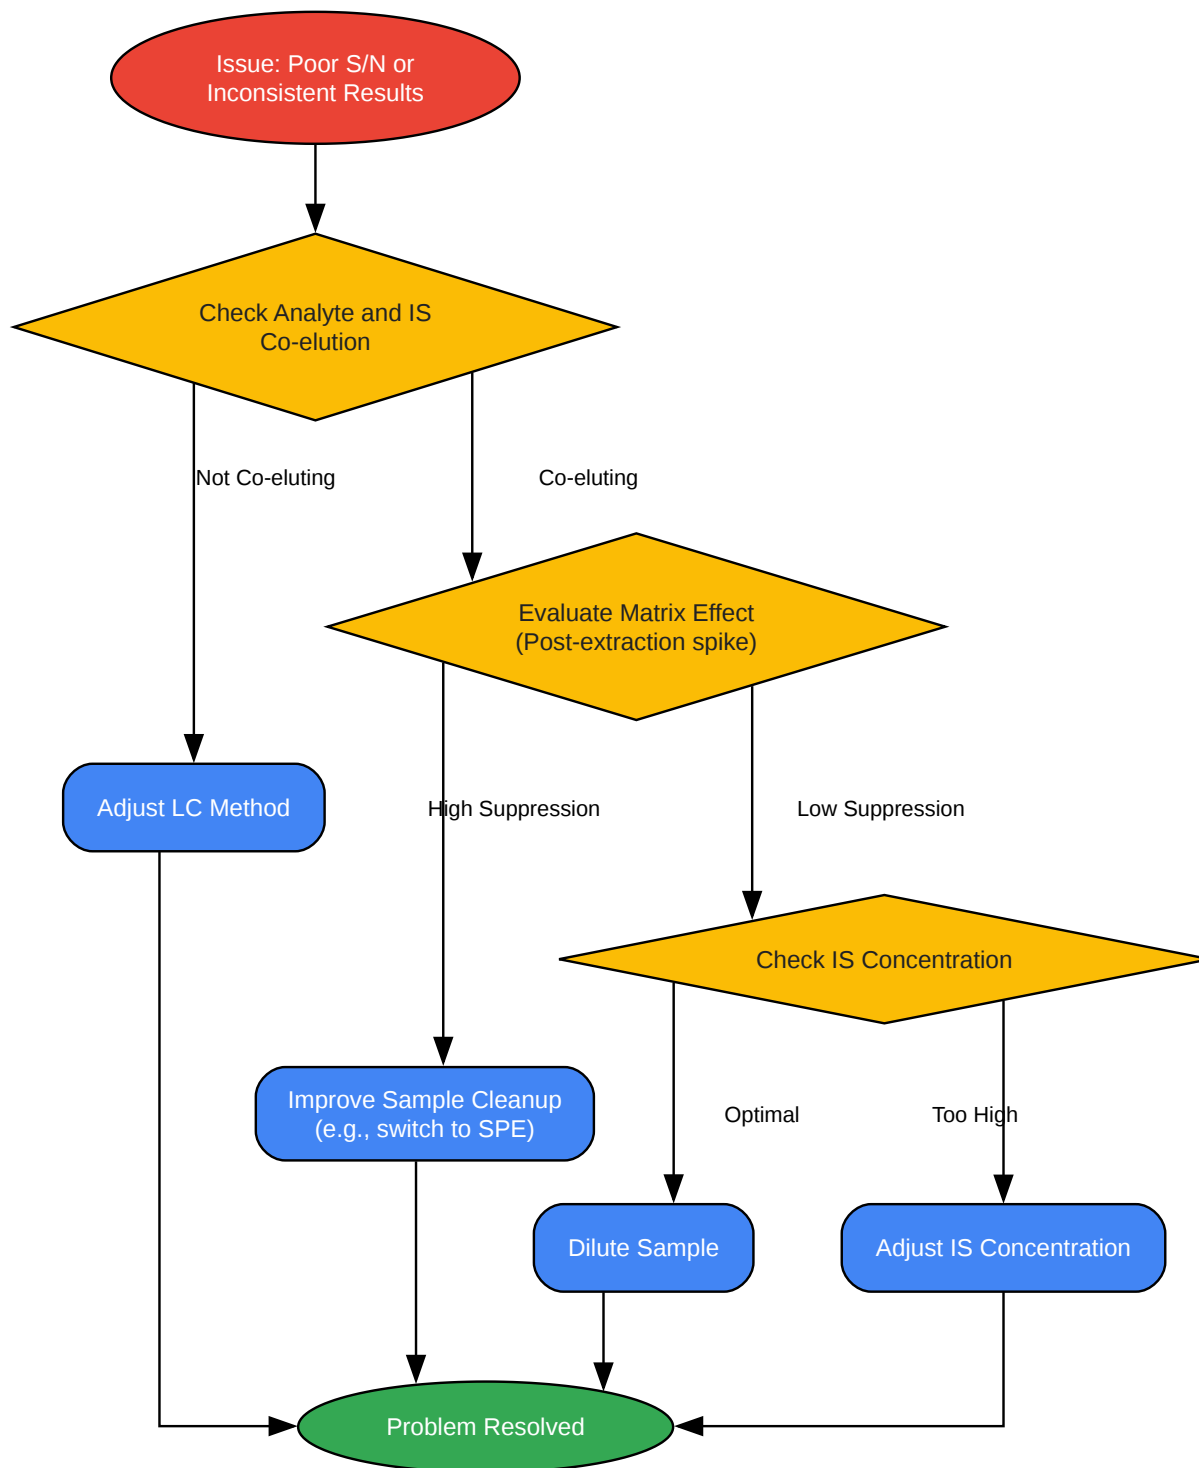 Issue: Poor S/N or
Inconsistent Results
Check Analyte and IS
Co-elution
Not Co-eluting
Co-eluting
Evaluate Matrix Effect
(Post-extraction spike)
Adjust LC Method
High Suppression
Low Suppression
Check IS Concentration
Improve Sample Cleanup
(e.g., switch to SPE)
Optimal
Too High
Dilute Sample
Adjust IS Concentration
Problem Resolved